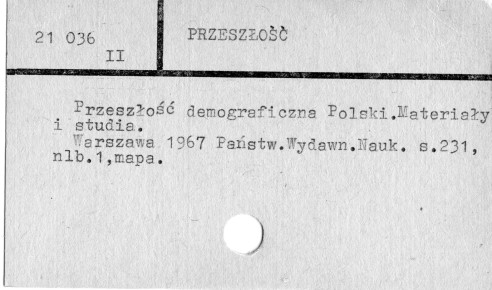 21 036
II
PRZESZŁOŚĆ
Przeszłość demograficzna Polski.Materiały
i studia.
Warszawa 1967 Państw.Wydawn.Nauk. s.231,
nlb.1,mapa.